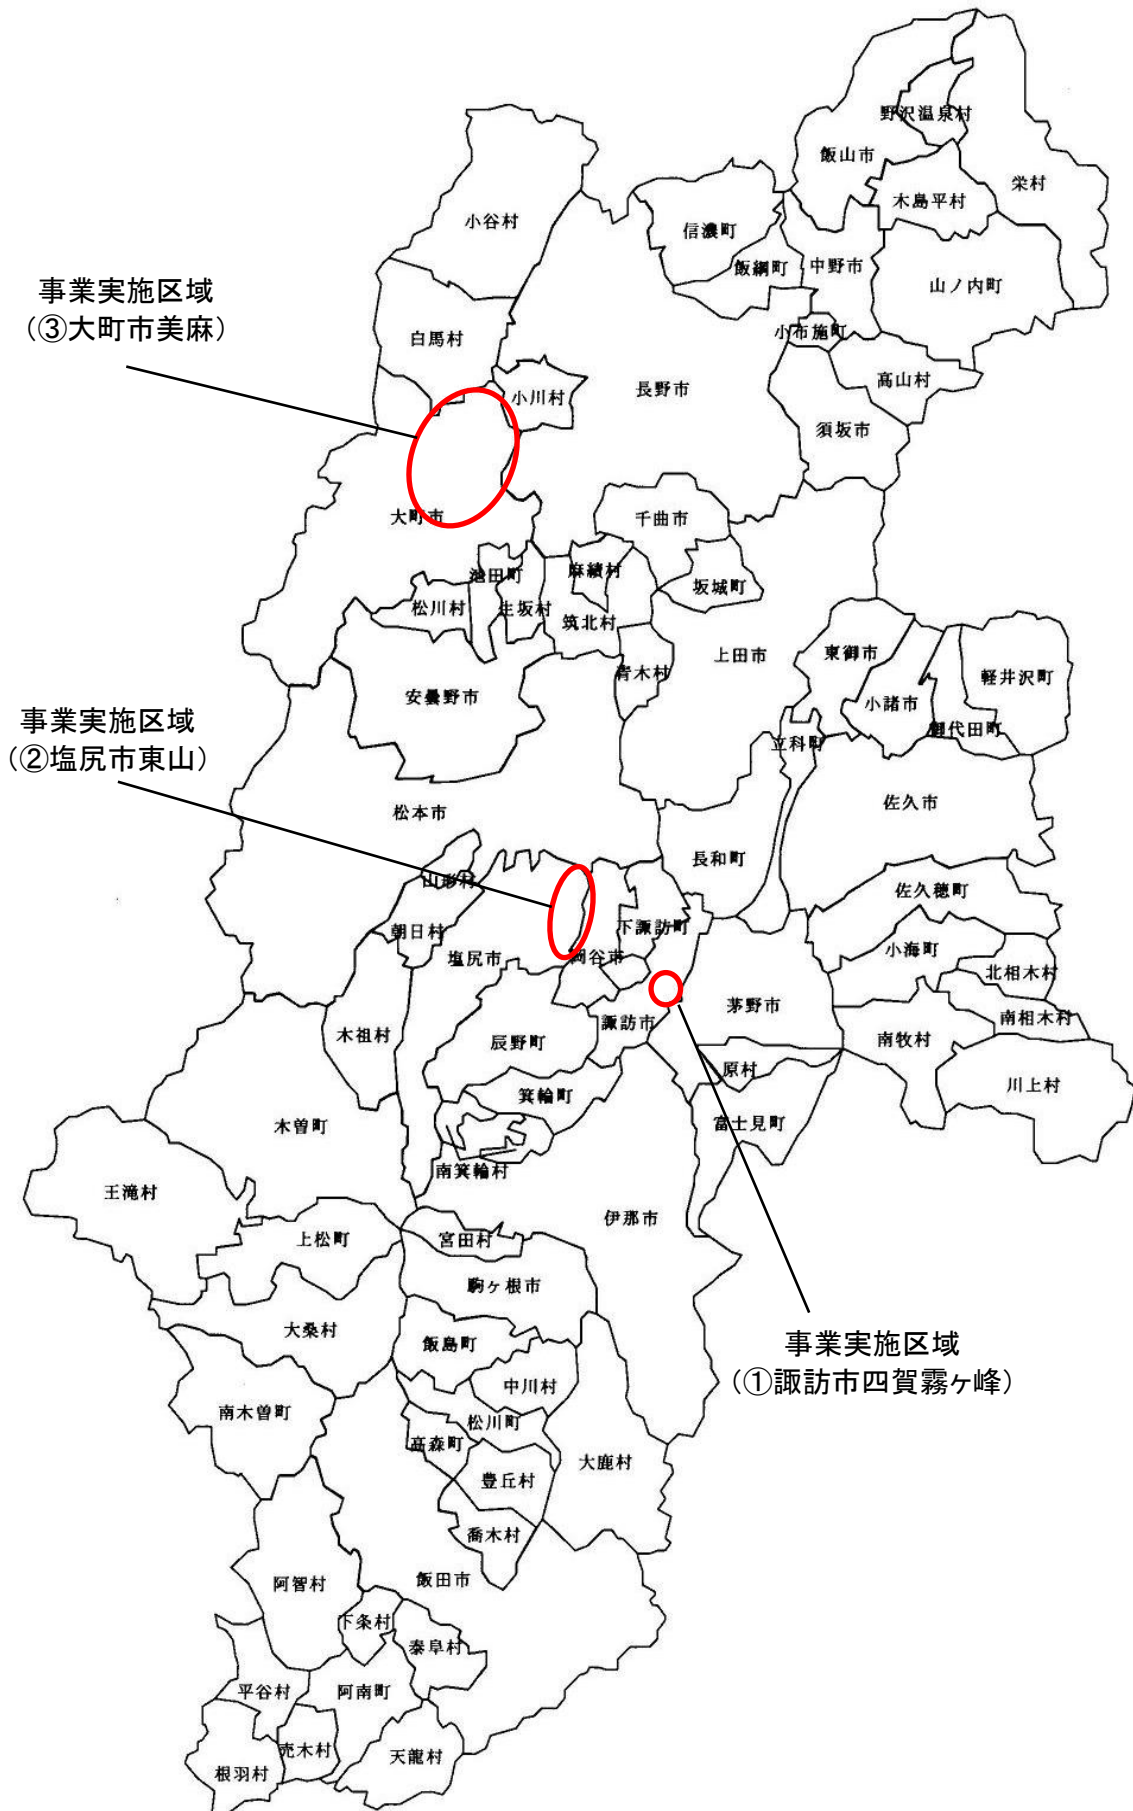 野沢温泉村
飯山市
栄村
木島平村
小谷村
信濃町
飯綱町
中野市
山ノ内町
事業実施区域
(③大町市美麻)
小布施町
白馬村
高山村
小川村
長野市
須坂市
大町市
千曲市
池田町
麻績村
坂城町
松川村
生坂村
筑北村
青木村
上田市
東御市
軽井沢町
安曇野市
小諸市
事業実施区域
(②塩尻市東山)
御代田町
立科町
松本市
佐久市
長和町
山形村
佐久穂町
朝日村
下諏訪町
塩尻市
岡谷市
小海町
北相木村
茅野市
諏訪市
南相木村
木祖村
辰野町
南牧村
原村
川上村
箕輪町
木曽町
富士見町
南箕輪村
王滝村
伊那市
上松町
宮田村
駒ヶ根市
大桑村
飯島町
事業実施区域
(①諏訪市四賀霧ケ峰)
中川村
南木曽町
松川町
高森町
大鹿村
豊丘村
喬木村
阿智村
飯田市
下条村
泰阜村
平谷村
阿南町
売木村
天龍村
根羽村